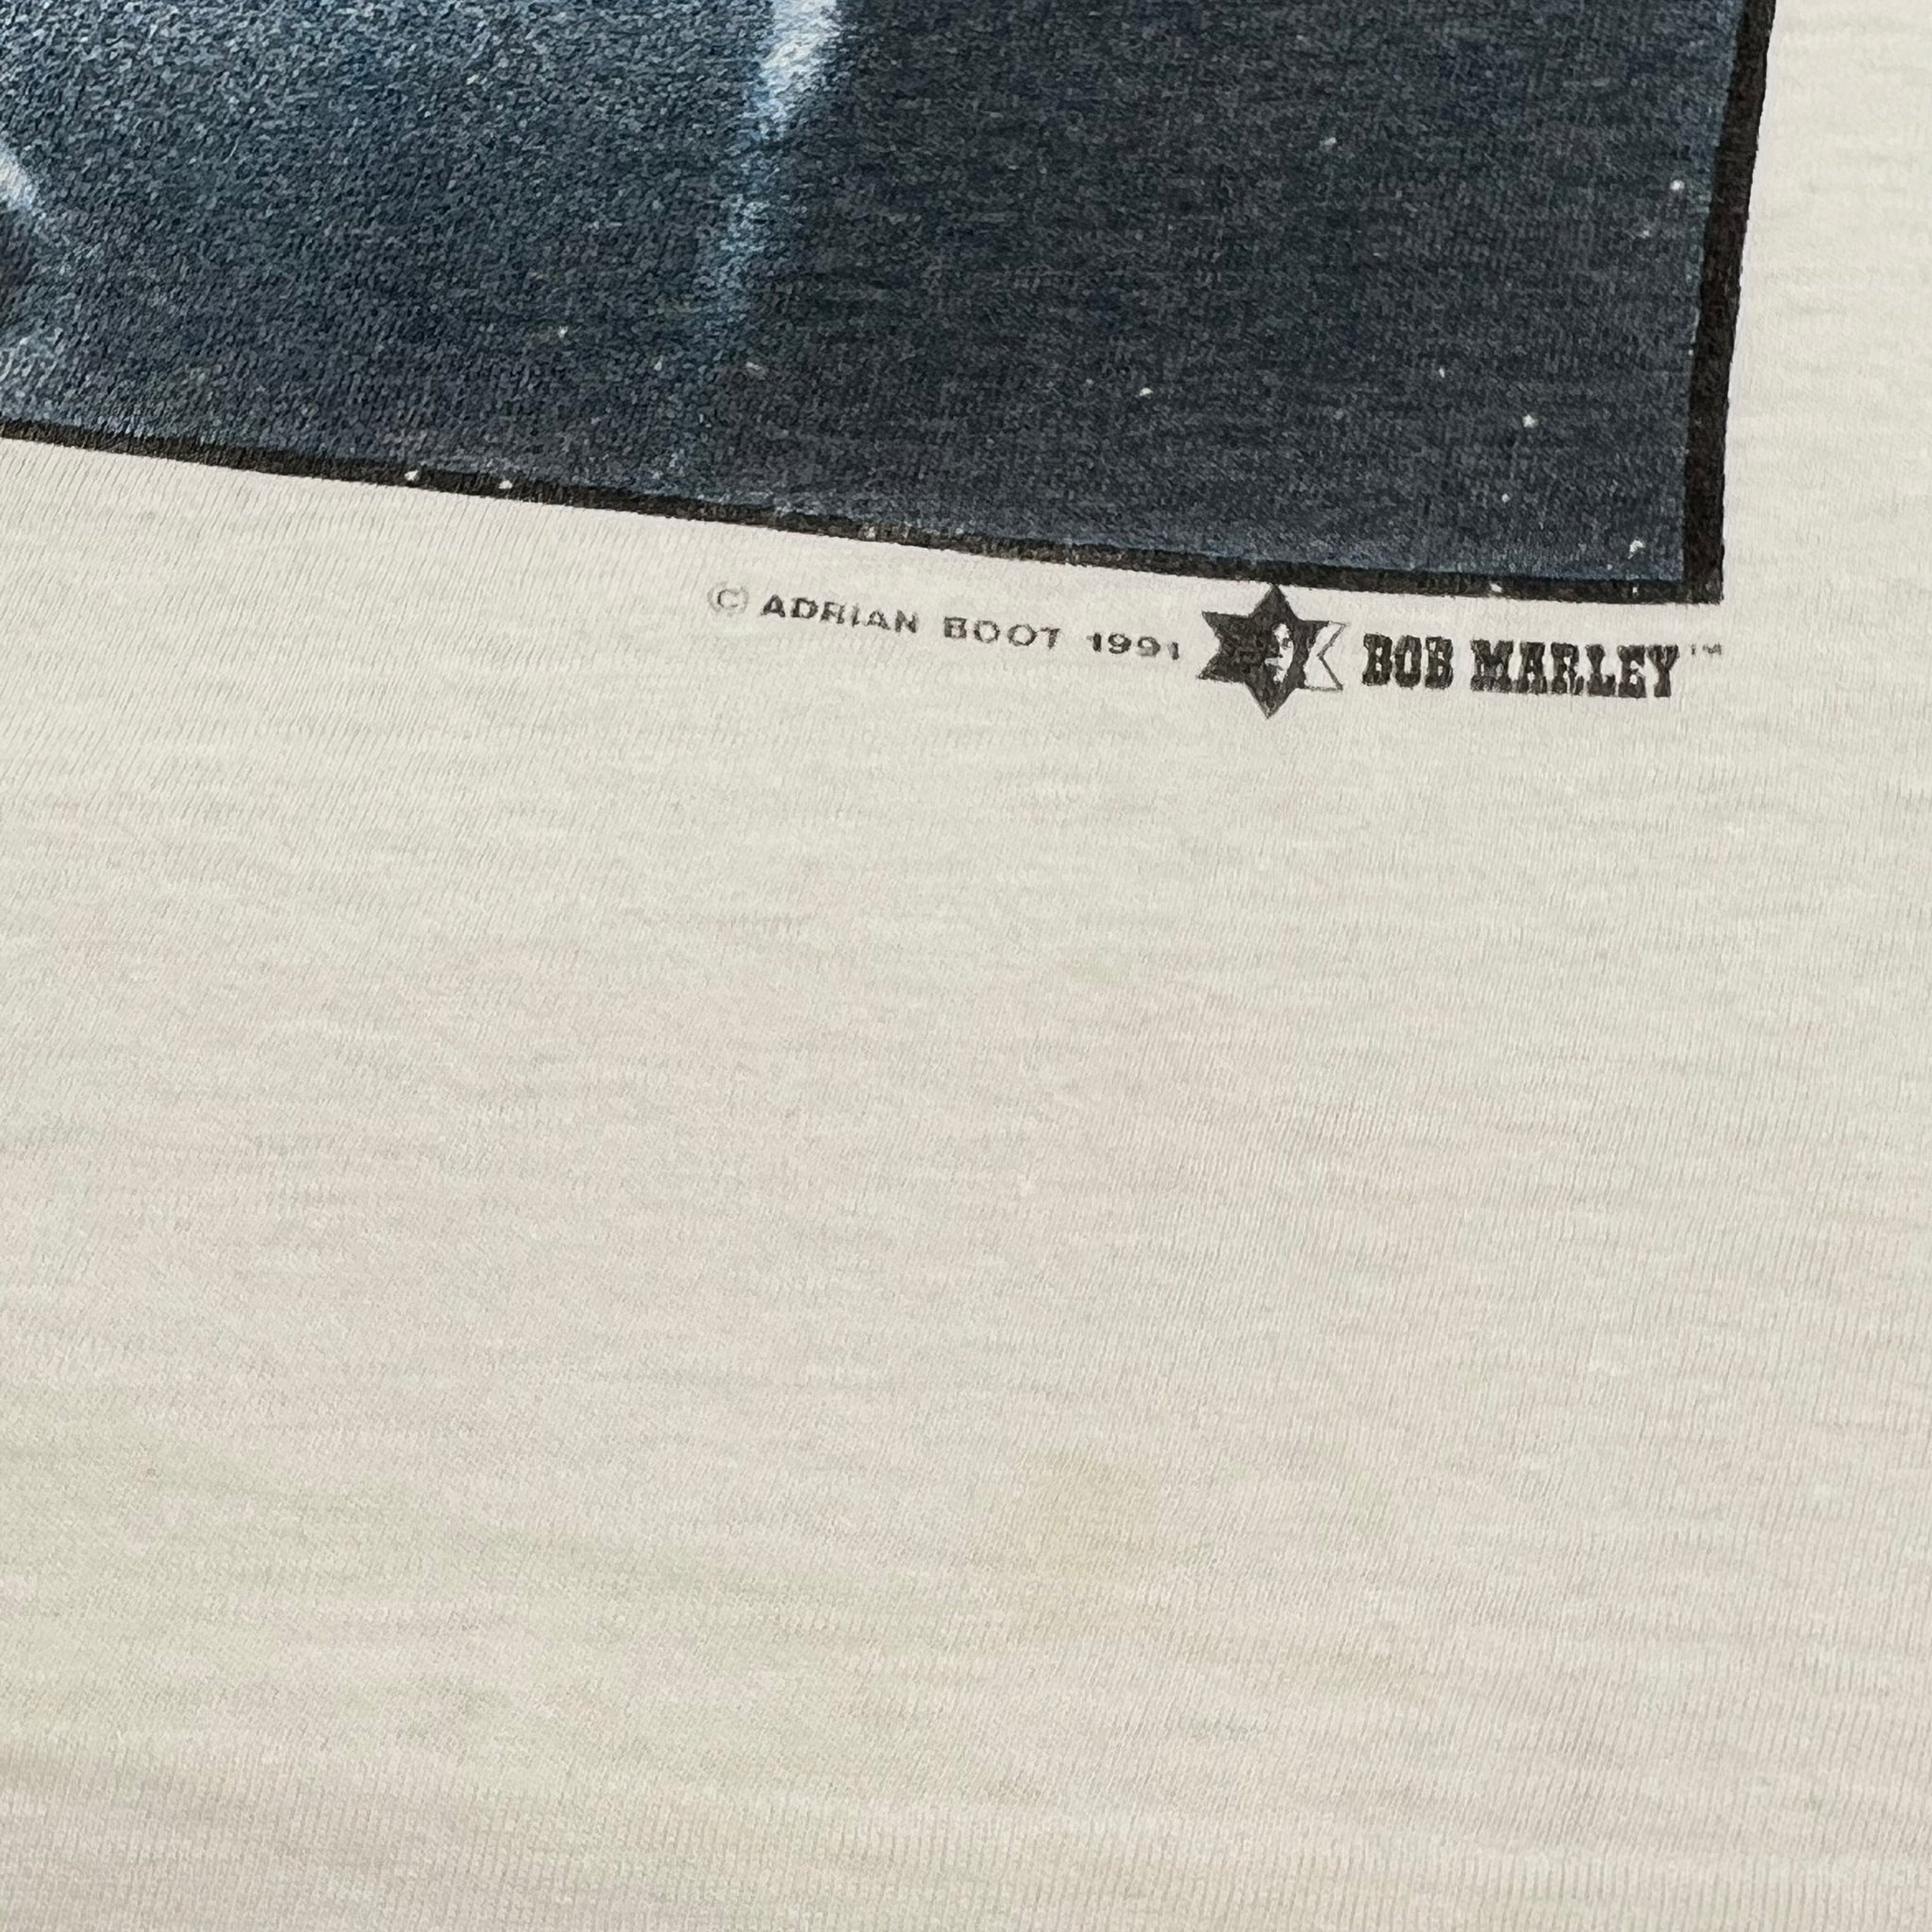 © ADRIAN BOOT 1991 BOB MARLEY™